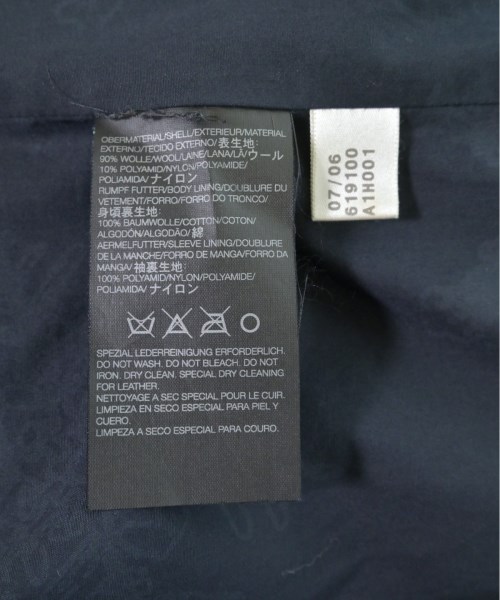 OBERMATERIAL/SHELL/EXTERIEUR/MATERIAL
EXTERNO/TECIDO EXTERNO/表生地:
90% WOLLE/WOOL/LAINE/LANA/LÃ/ウール
10% POLYAMID/NYLON/POLYAMIDE/
POLIAMIDA/ナイロン
RUMPF FUTTER/BODY LINING/DOUBLURE DU
VETEMENT/FORRO/FORRO DO TRONCO/
身頃裏生地:
100% BAUMWOLLE/COTTON/COTON/
ALGODÓN/ALGODÃO/綿
AERMELFUTTER/SLEEVE LINING/DOUBLURE
DE LA MANCHE/FORRO DE MANGA/FORRO DA
MANGA/袖裏生地:
100% POLYAMID/NYLON/POLYAMIDE/
POLIAMIDA/ナイロン
SPEZIAL LEDERREINIGUNG ERFORDERLICH.
DO NOT WASH. DO NOT BLEACH. DO NOT
IRON. DRY CLEAN. SPECIAL DRY CLEANING
FOR LEATHER.
NETTOYAGE A SEC SPECIAL POUR LE CUIR.
LIMPIEZA EN SECO ESPECIAL PARA PIEL Y
CUERO.
LIMPEZA A SECO ESPECIAL PARA COURO.
07/06
619100
A1H001